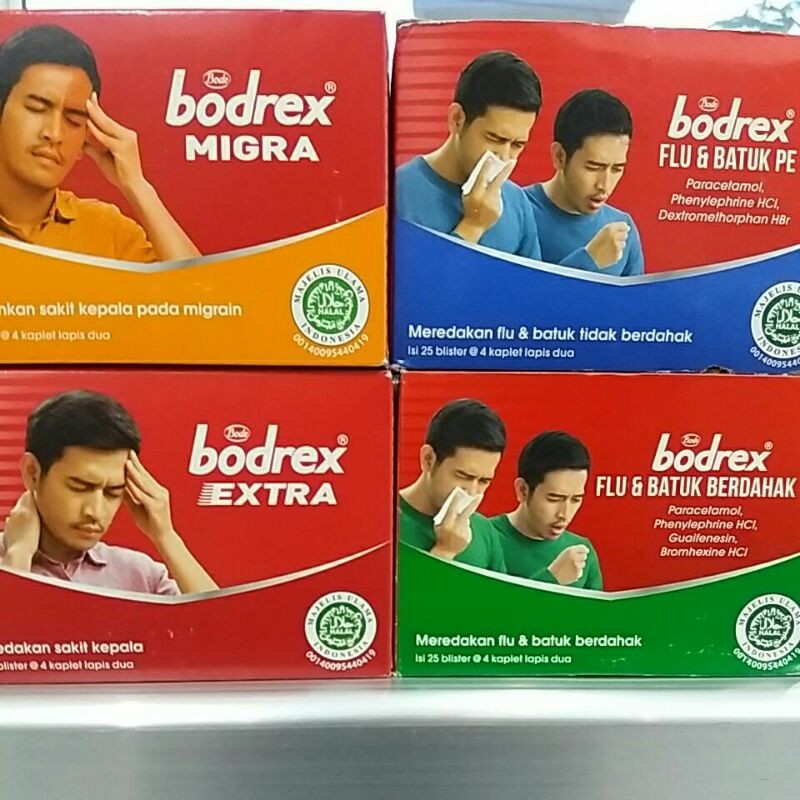 Bode
bodrex®
MIGRA
sakit kepala pada migrain
@ 4 kaplet lapis dua
MAJELIS ULAMA
HALAL
INDONESIA
00140095440419
Bode
bodrex®
FLU & BATUK PE
Paracetamol,
Phenylephrine HCl,
Dextromethorphan HBr
Meredakan flu & batuk tidak berdahak
Isi 25 blister @ 4 kaplet lapis dua
MAJELIS
HALAL
INDONESIA
Bode
bodrex®
EXTRA
sakit kepala
blister @ 4 kaplet lapis dua
MAJELIS ULAMA
HALAL
INDONESIA
00140095440419
Bode
bodrex®
FLU & BATUK BERDAHAK
Paracetamol,
Phenylephrine HCl,
Guaifenesin,
Bromhexine HCl
Meredakan flu & batuk berdahak
Isi 25 blister @ 4 kaplet lapis dua
MAJELIS ULAMA
HALAL
INDONESIA
00140095440419